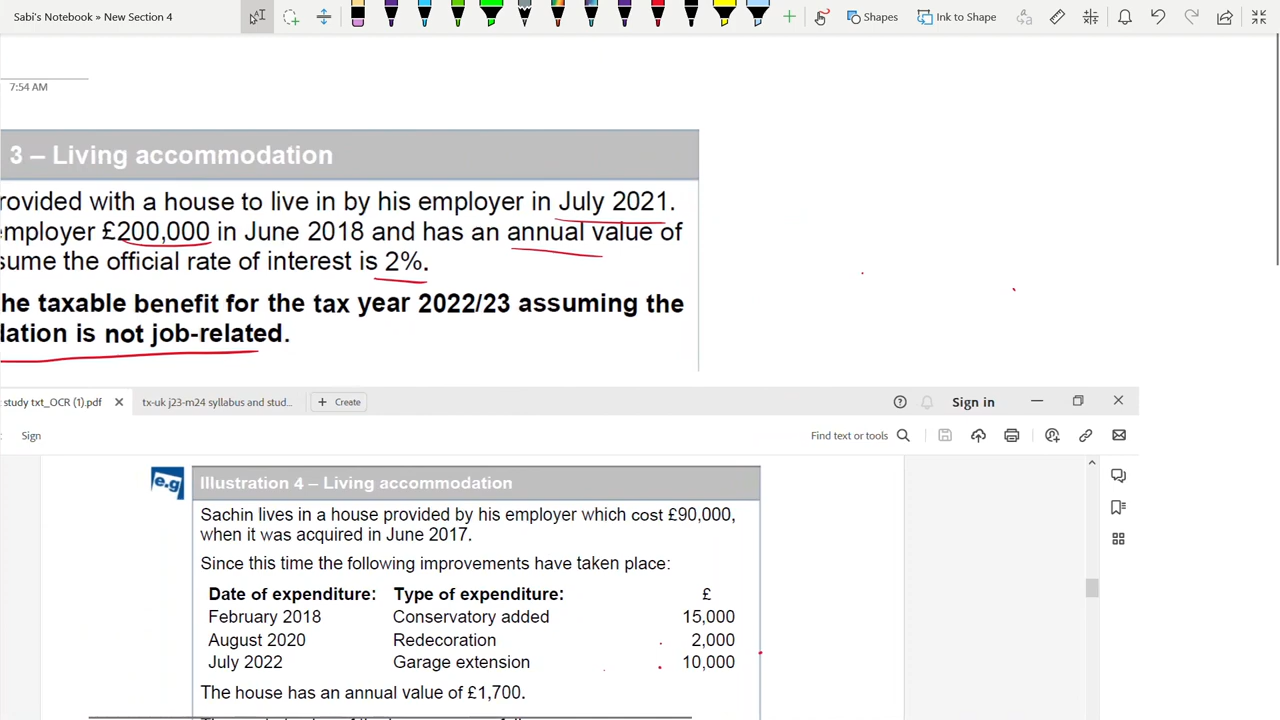 Sabi's Notebook » New Section 4
Shapes
Ink to Shape
7:54 AM
3 – Living accommodation
rovided with a house to live in by his employer in July 2021.
employer £200,000 in June 2018 and has an annual value of
sume the official rate of interest is 2%.
he taxable benefit for the tax year 2022/23 assuming the
dation is not job-related.
study txt_OCR (1).pdf
tx-uk j23-m24 syllabus and stud...
Create
Sign in
Sign
Find text or tools
e.g
Illustration 4 – Living accommodation
Sachin lives in a house provided by his employer which cost £90,000,
when it was acquired in June 2017.
Since this time the following improvements have taken place:
Date of expenditure: Type of expenditure: £
February 2018 Conservatory added 15,000
August 2020 Redecoration 2,000
July 2022 Garage extension 10,000
The house has an annual value of £1,700.